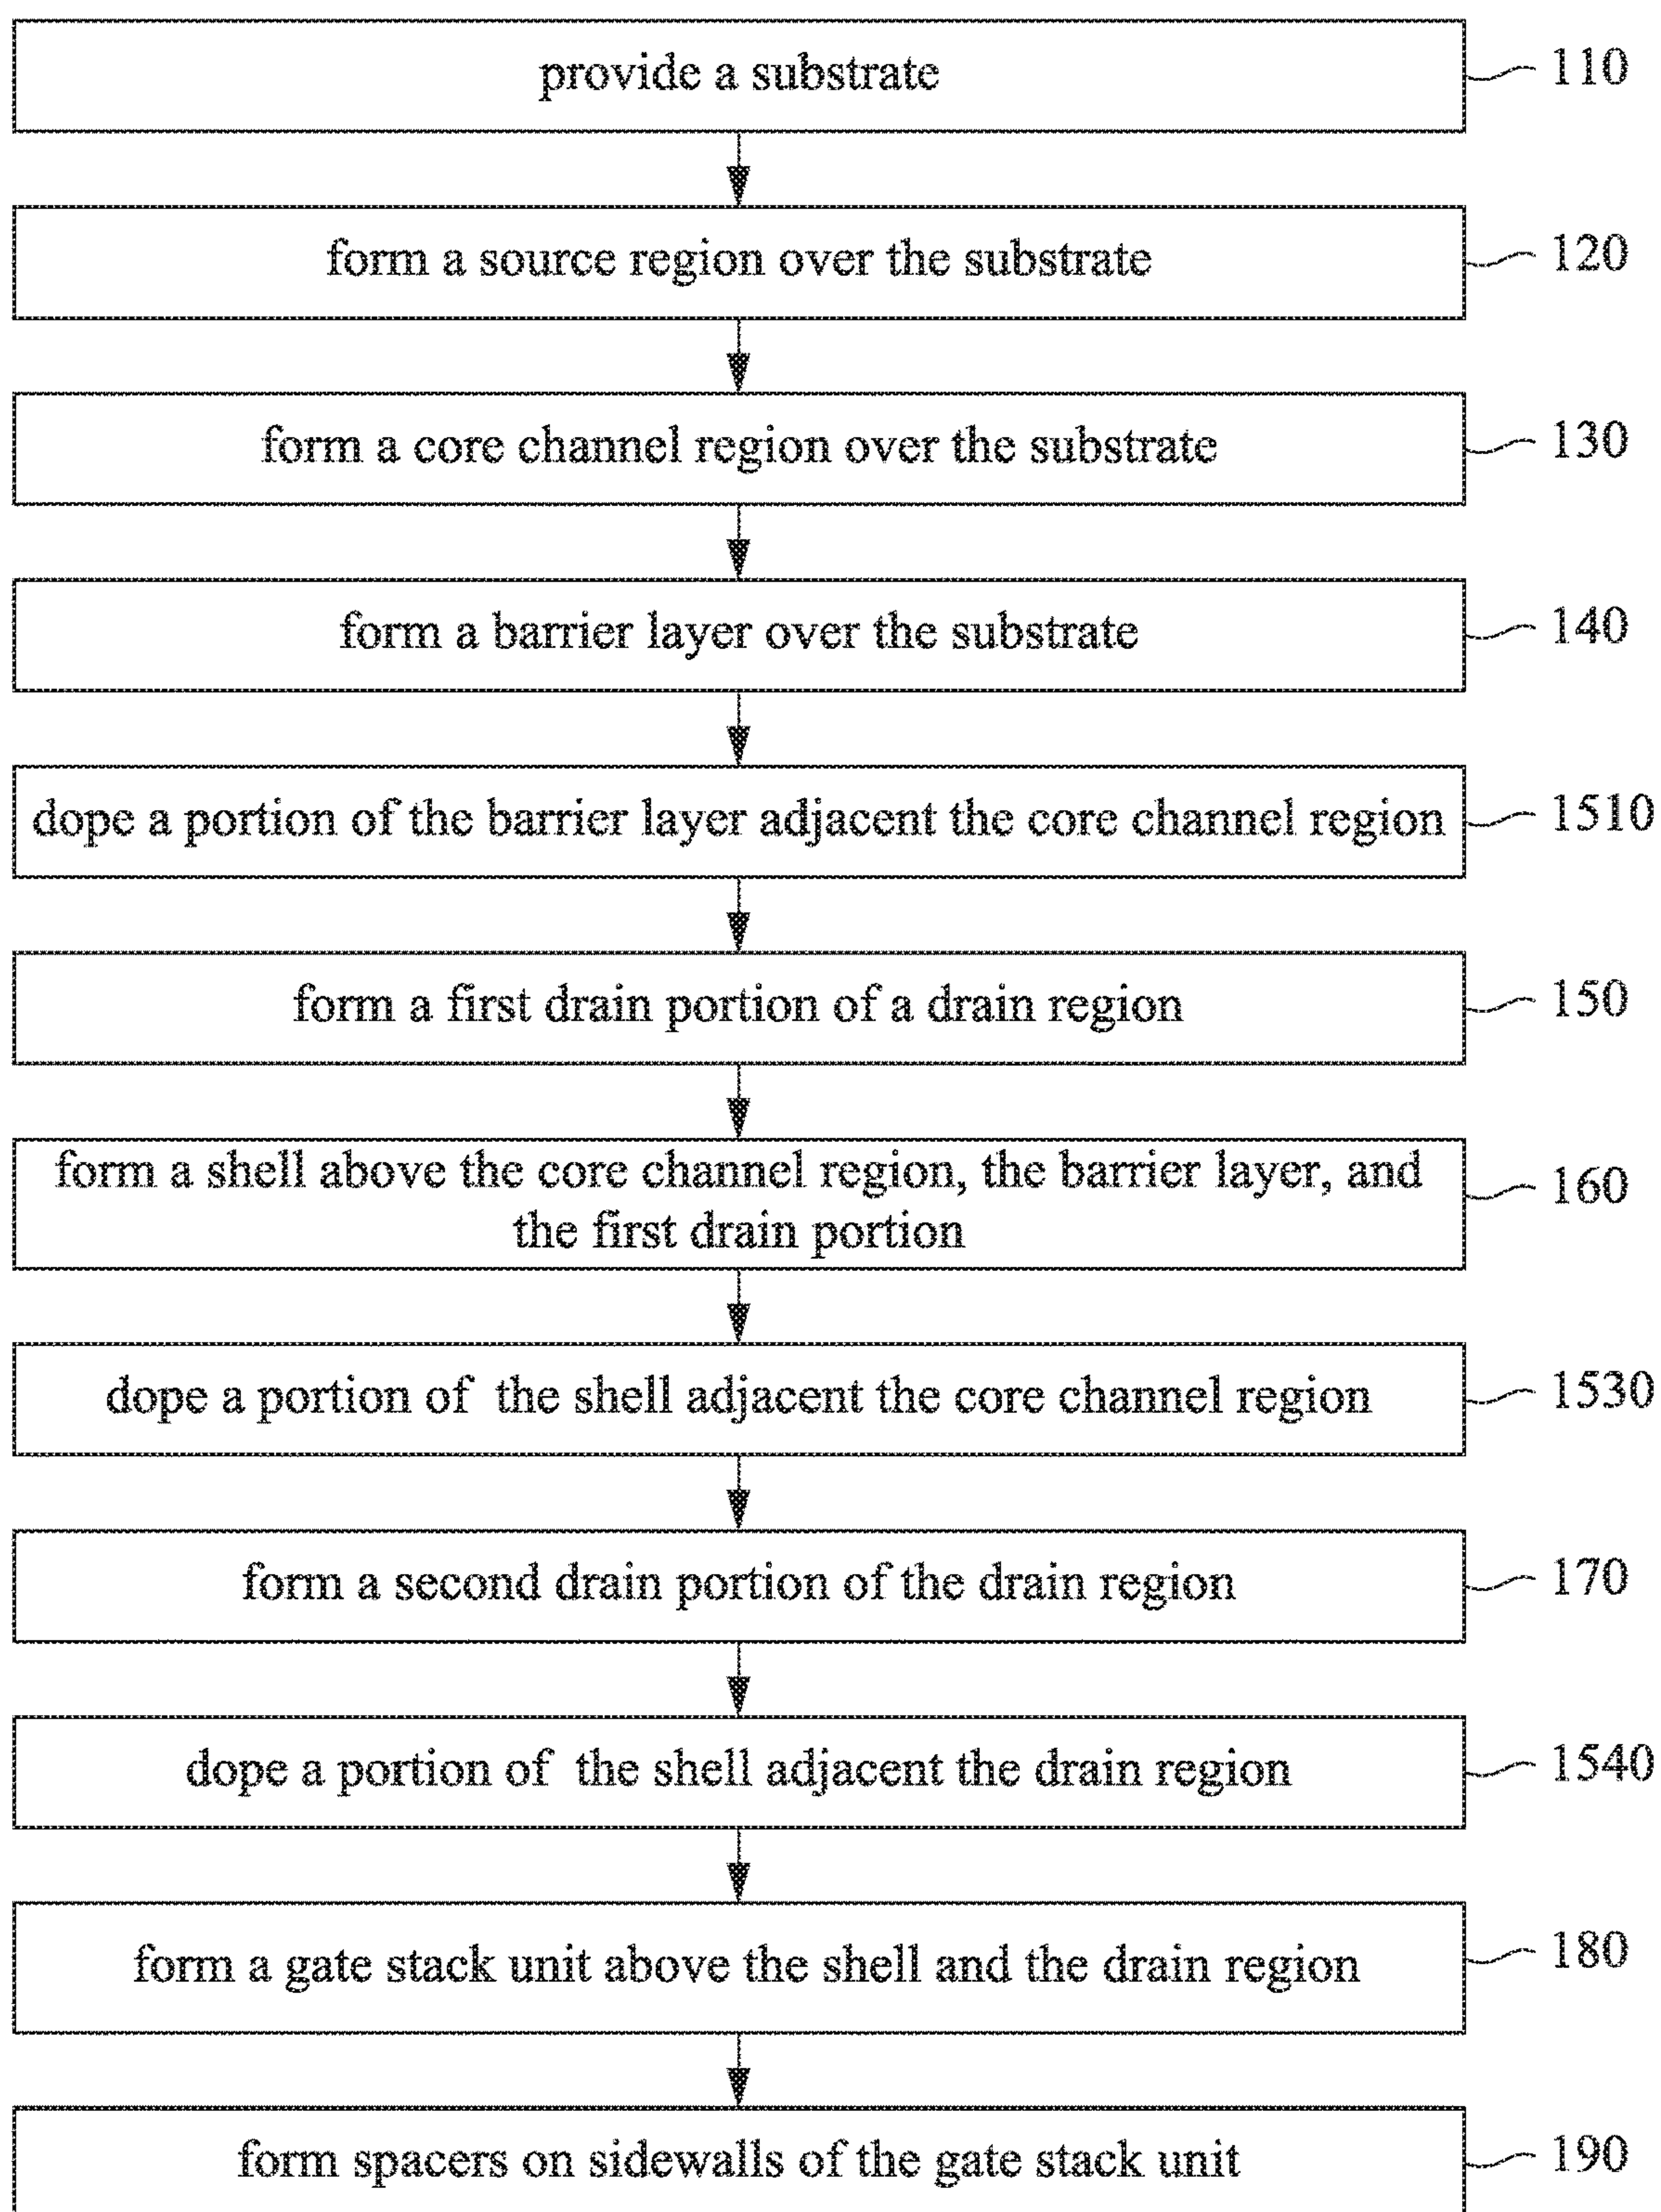 provide a substrate 110
form a source region over the substrate 120
form a core channel region over the substrate 130
form a barrier layer over the substrate 140
dope a portion of the barrier layer adjacent the core channel region 1510
form a first drain portion of a drain region 150
form a shell above the core channel region, the barrier layer, and
the first drain portion 160
dope a portion of the shell adjacent the core channel region 1530
form a second drain portion of the drain region 170
dope a portion of the shell adjacent the drain region 1540
form a gate stack unit above the shell and the drain region 180
form spacers on sidewalls of the gate stack unit 190